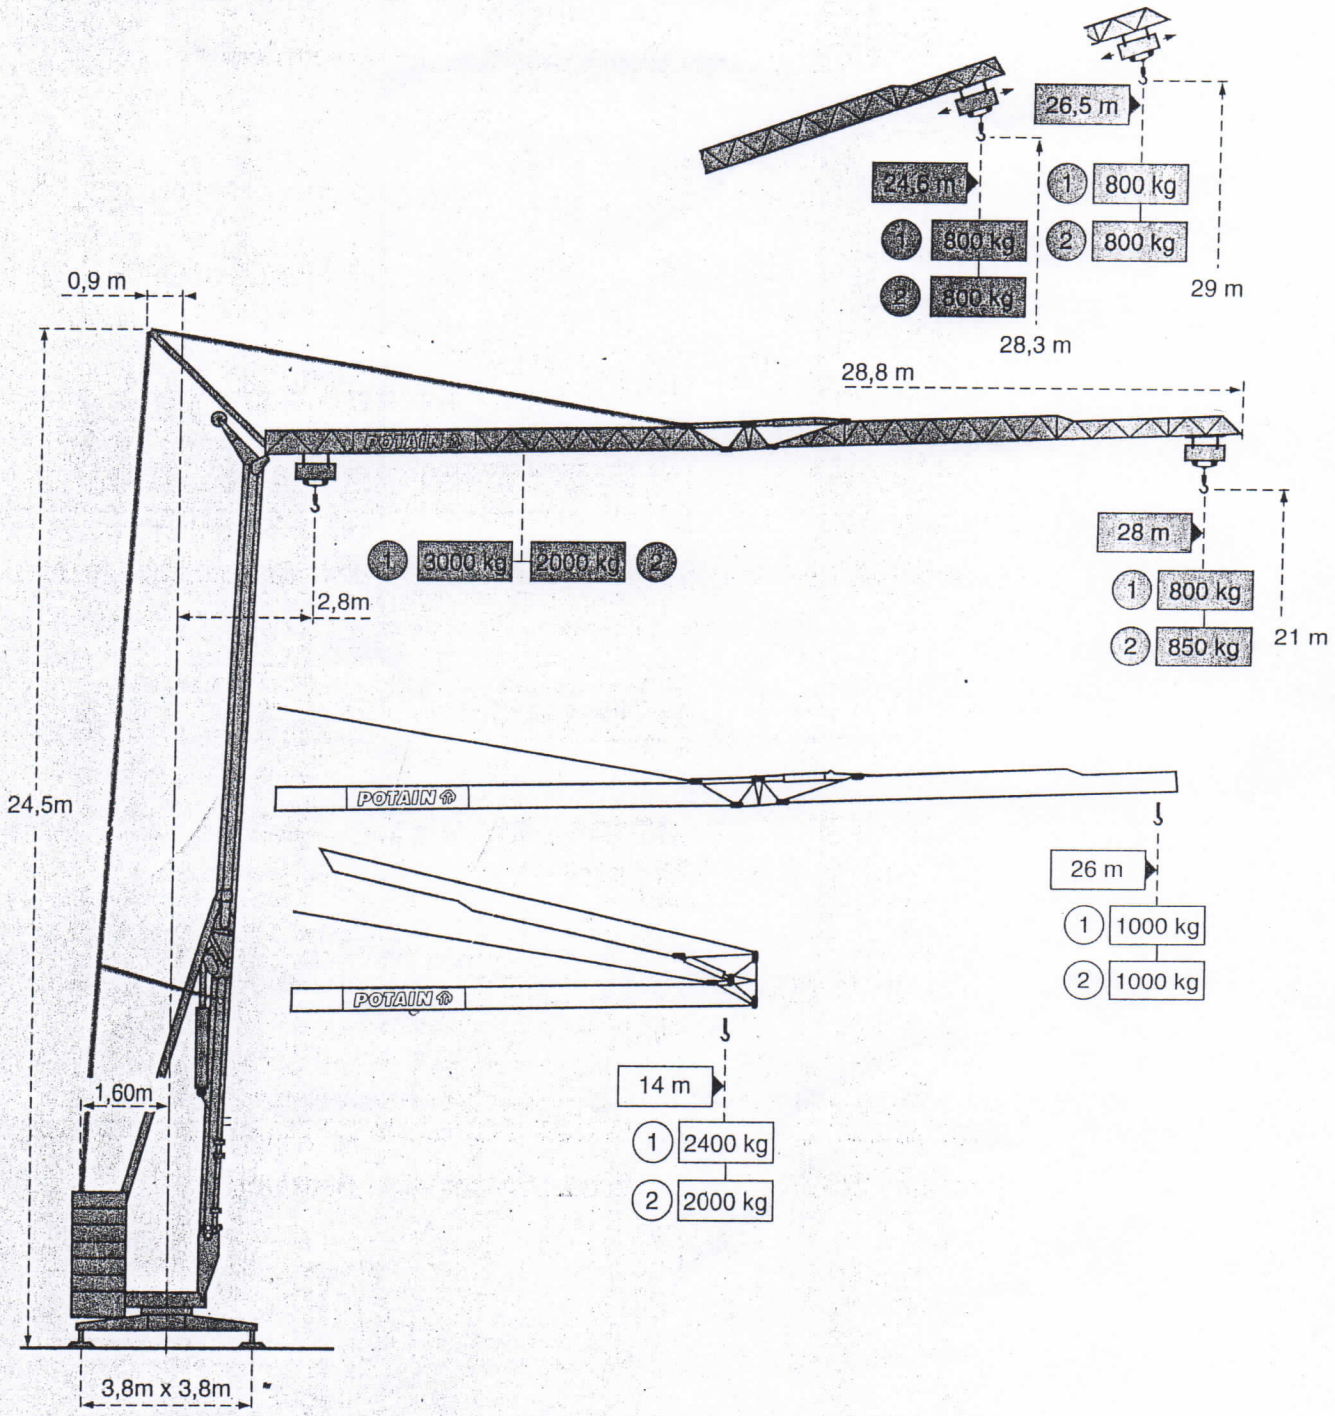 26,5 m
24,6 m
1 800 kg
1 800 kg
2 800 kg
2 800 kg
0,9 m
29 m
28,3 m
28,8 m
POTAIN
28 m
1 3000 kg 2000 kg 2
1 800 kg
2,8m
2 850 kg
21 m
24,5m
POTAIN
26 m
1 1000 kg
2 1000 kg
POTAIN
14 m
1,60m
1 2400 kg
2 2000 kg
3,8m x 3,8m